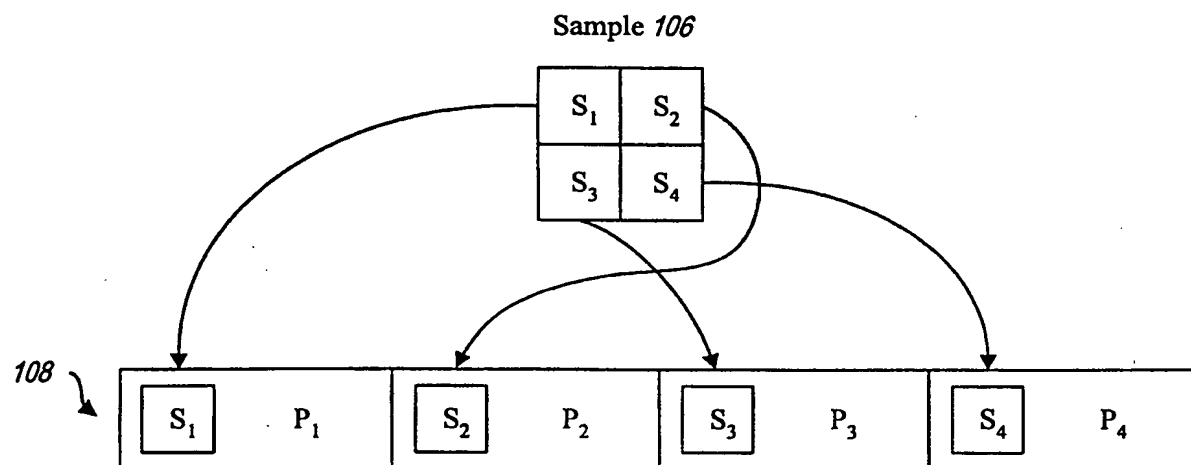 Sample 106
S₁ S₂
S₃ S₄
108
S₁ P₁ S₂ P₂ S₃ P₃ S₄ P₄